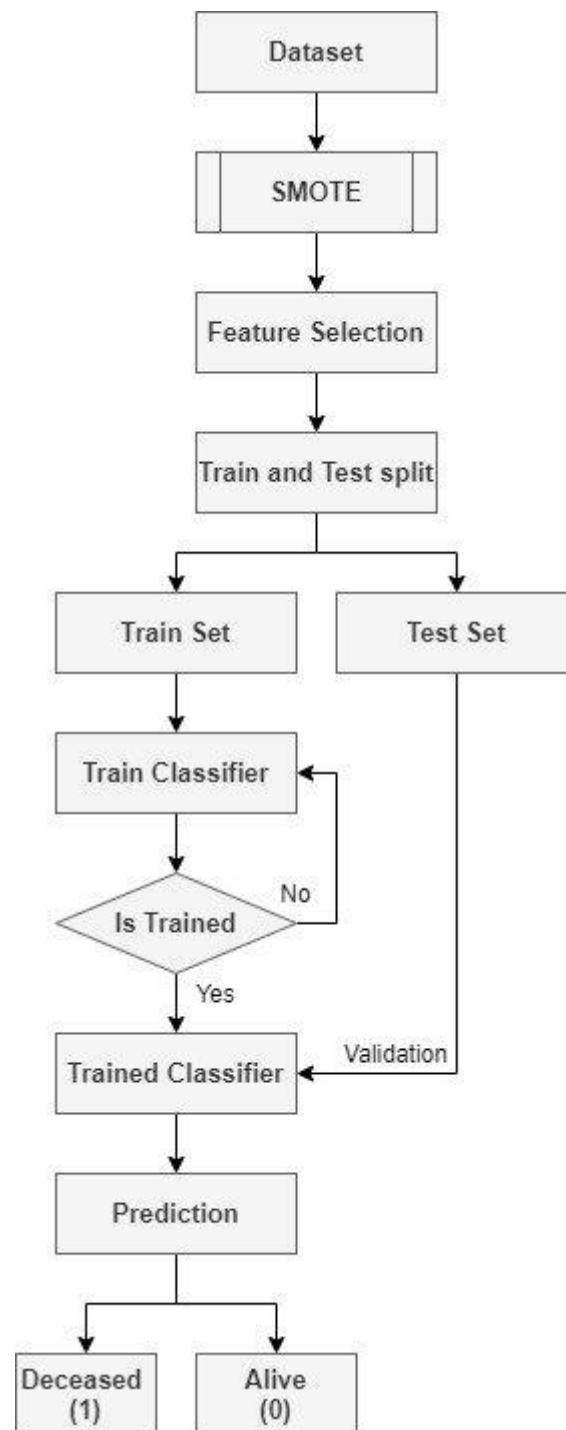 Dataset
SMOTE
Feature Selection
Train and Test split
Train Set
Test Set
Train Classifier
No
Is Trained
Yes
Validation
Trained Classifier
Prediction
Deceased
(1)
Alive
(0)